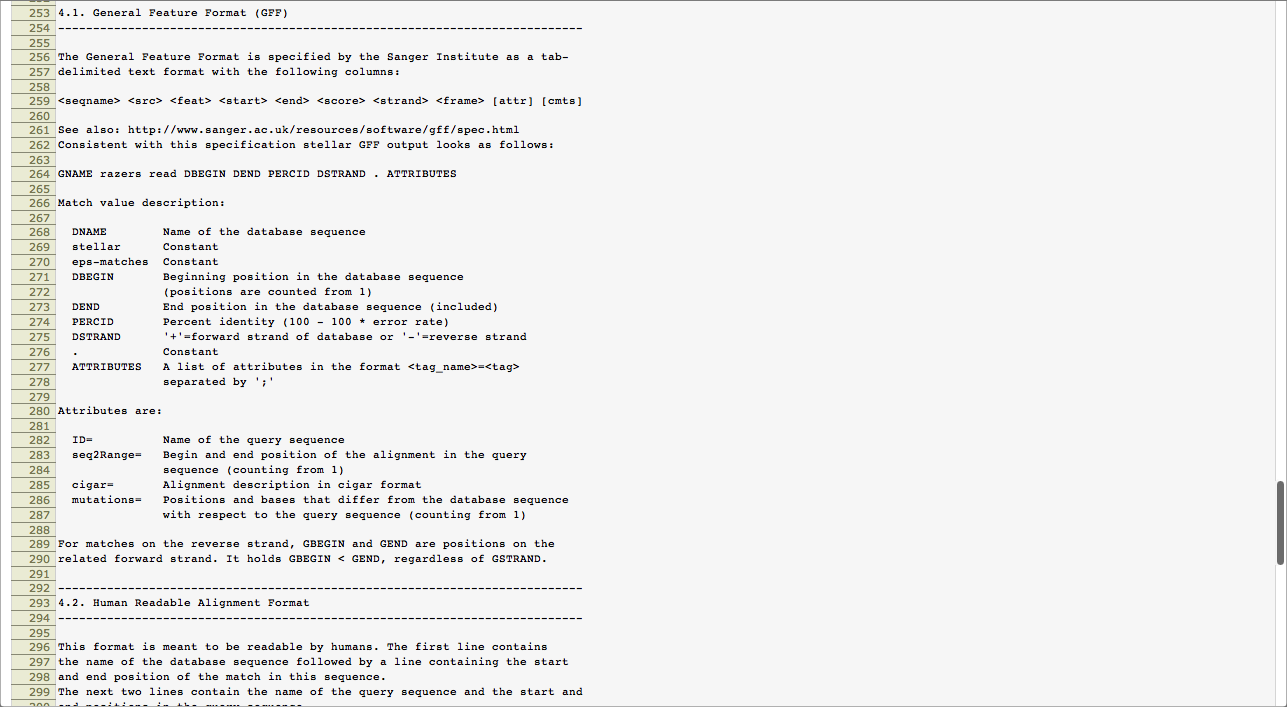 253 4.1. General Feature Format (GFF)
254 ---------------------------------------------------------------------------
255
256 The General Feature Format is specified by the Sanger Institute as a tab-
257 delimited text format with the following columns:
258
259 <seqname> <src> <feat> <start> <end> <score> <strand> <frame> [attr] [cmts]
260
261 See also: http://www.sanger.ac.uk/resources/software/gff/spec.html
262 Consistent with this specification stellar GFF output looks as follows:
263
264 GNAME razers read DBEGIN DEND PERCID DSTRAND . ATTRIBUTES
265
266 Match value description:
267
268   DNAME        Name of the database sequence
269   stellar      Constant
270   eps-matches  Constant
271   DBEGIN       Beginning position in the database sequence
272                (positions are counted from 1)
273   DEND         End position in the database sequence (included)
274   PERCID       Percent identity (100 - 100 * error rate)
275   DSTRAND      '+'=forward strand of database or '-'=reverse strand
276   .            Constant
277   ATTRIBUTES   A list of attributes in the format <tag_name>=<tag>
278                separated by ';'
279
280 Attributes are:
281
282   ID=          Name of the query sequence
283   seq2Range=   Begin and end position of the alignment in the query
284                sequence (counting from 1)
285   cigar=       Alignment description in cigar format
286   mutations=   Positions and bases that differ from the database sequence
287                with respect to the query sequence (counting from 1)
288
289 For matches on the reverse strand, GBEGIN and GEND are positions on the
290 related forward strand. It holds GBEGIN < GEND, regardless of GSTRAND.
291
292 ---------------------------------------------------------------------------
293 4.2. Human Readable Alignment Format
294 ---------------------------------------------------------------------------
295
296 This format is meant to be readable by humans. The first line contains
297 the name of the database sequence followed by a line containing the start
298 and end position of the match in this sequence.
299 The next two lines contain the name of the query sequence and the start and